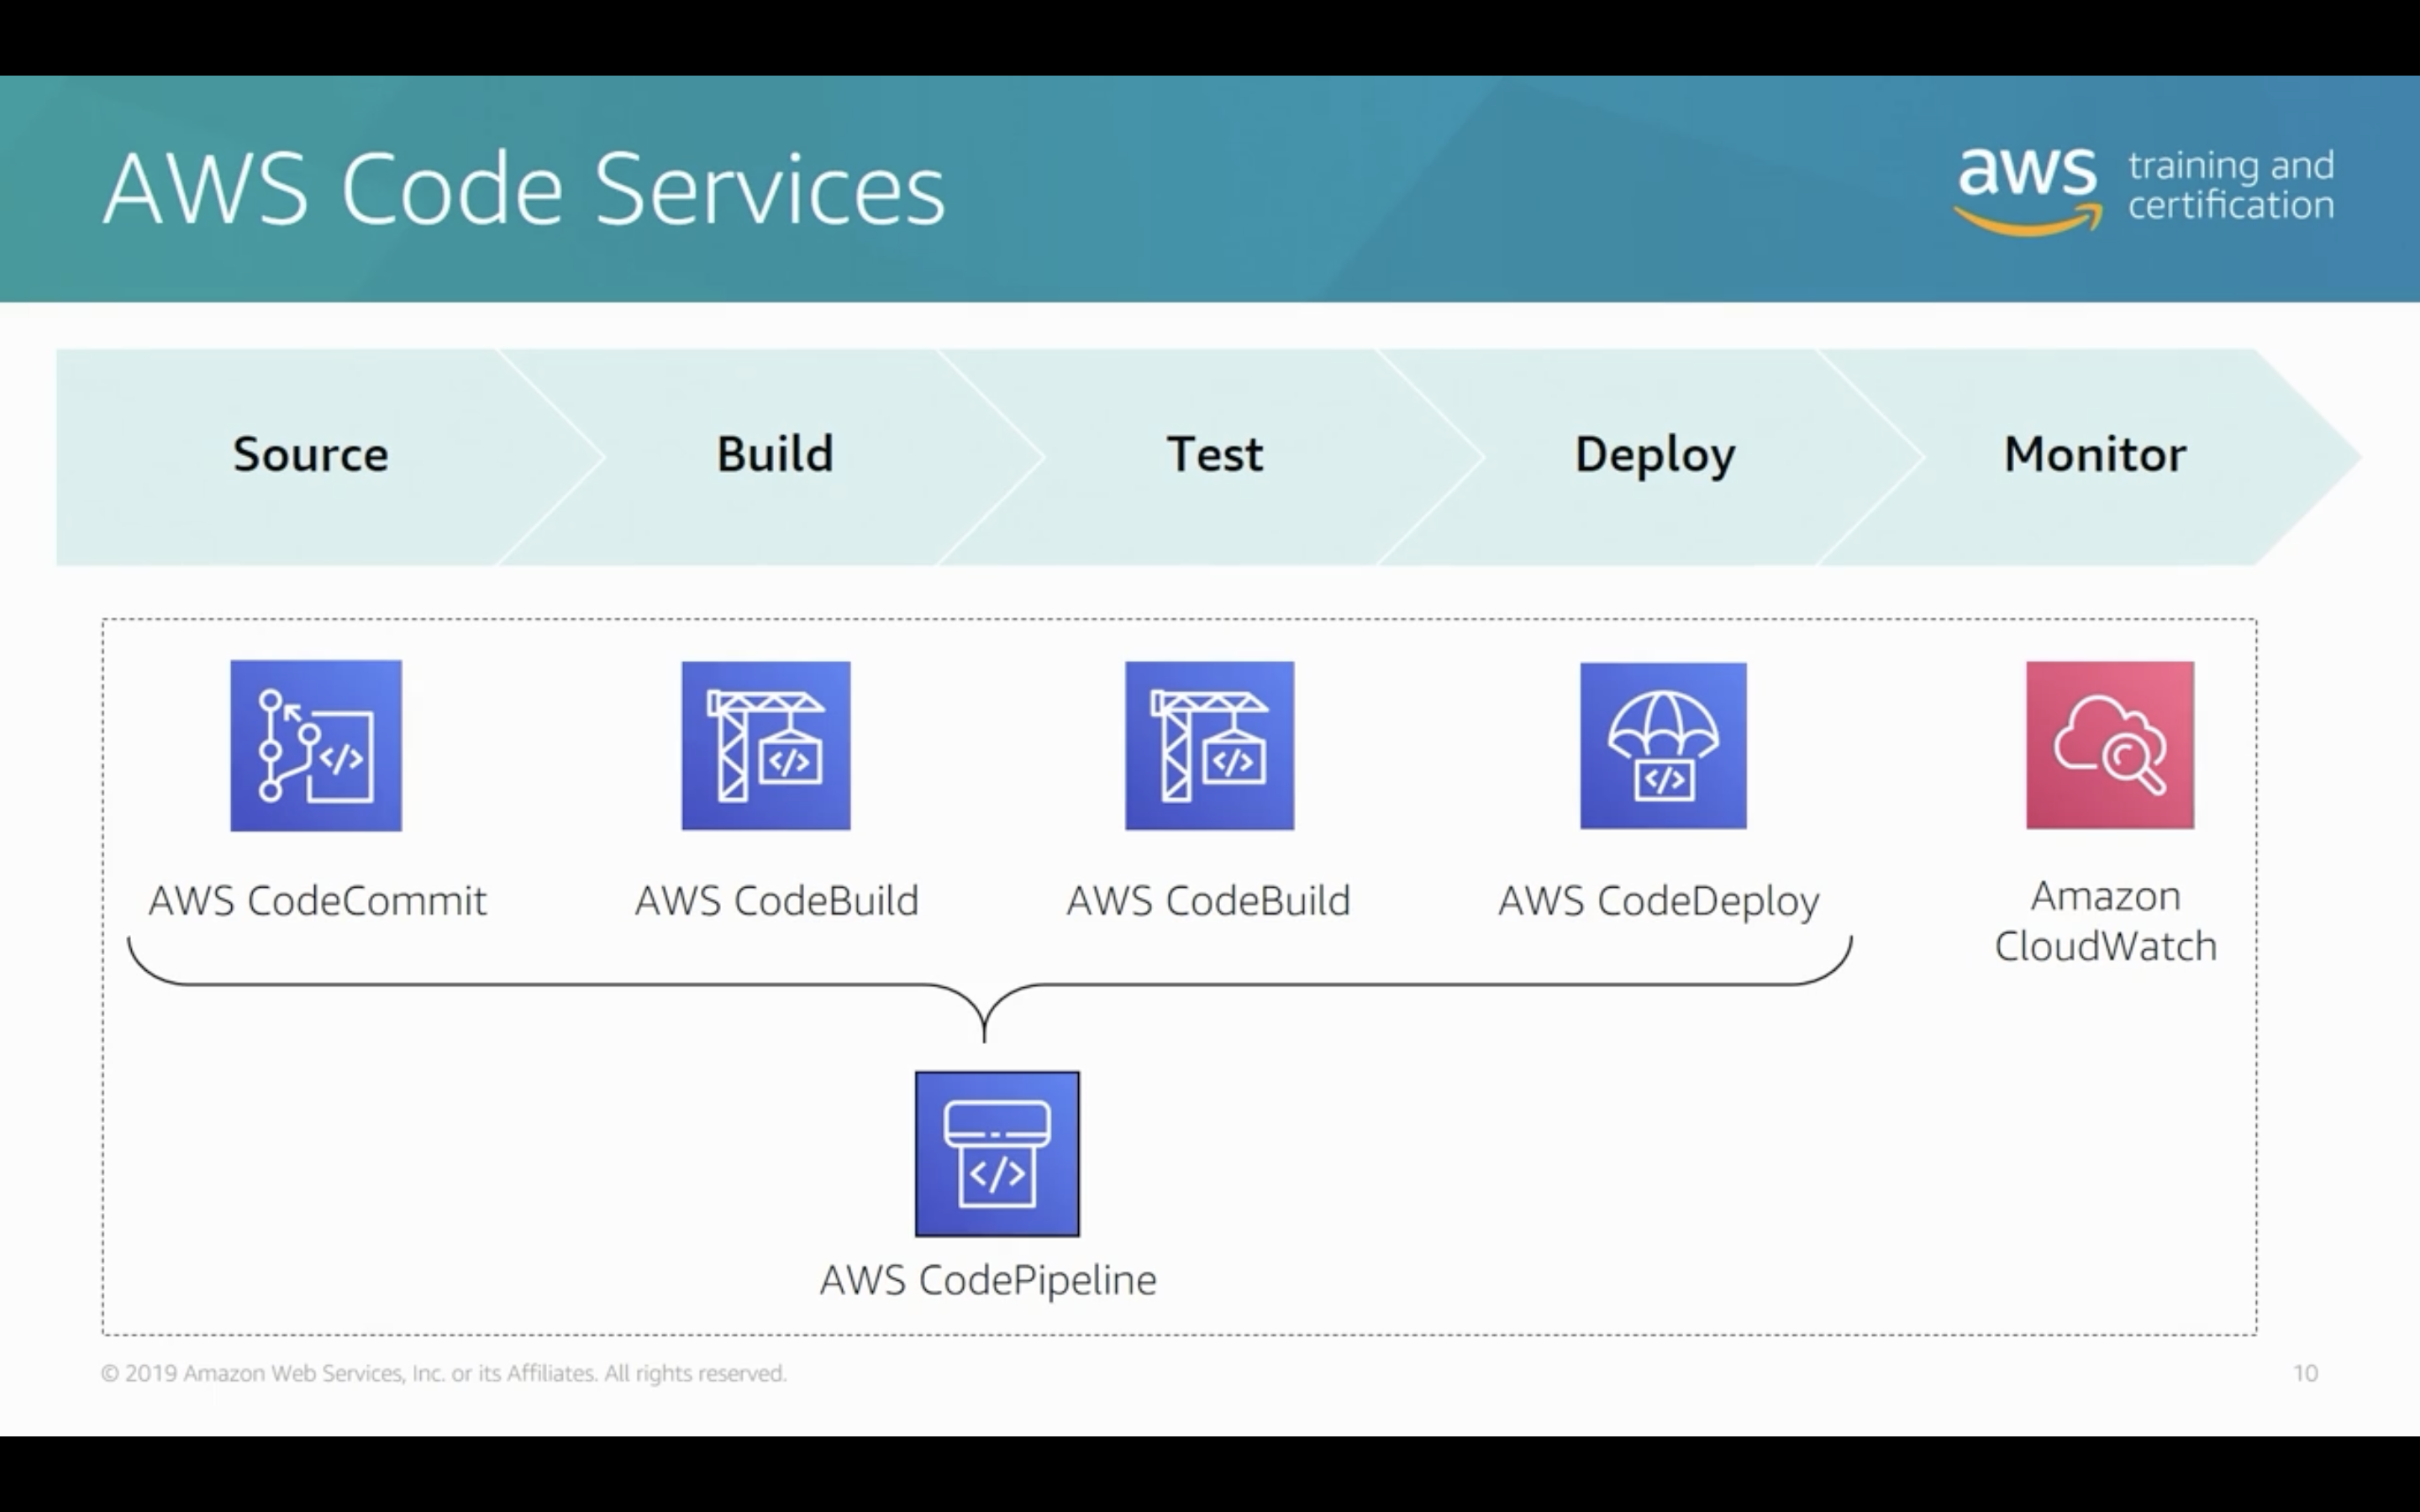 AWS Code Services
aws training and
certification
Source
Build
Test
Deploy
Monitor
</>
</>
</>
</>
AWS CodeCommit
AWS CodeBuild
AWS CodeBuild
AWS CodeDeploy
Amazon
CloudWatch
</>
AWS CodePipeline
© 2019 Amazon Web Services, Inc. or its Affiliates. All rights reserved.
10